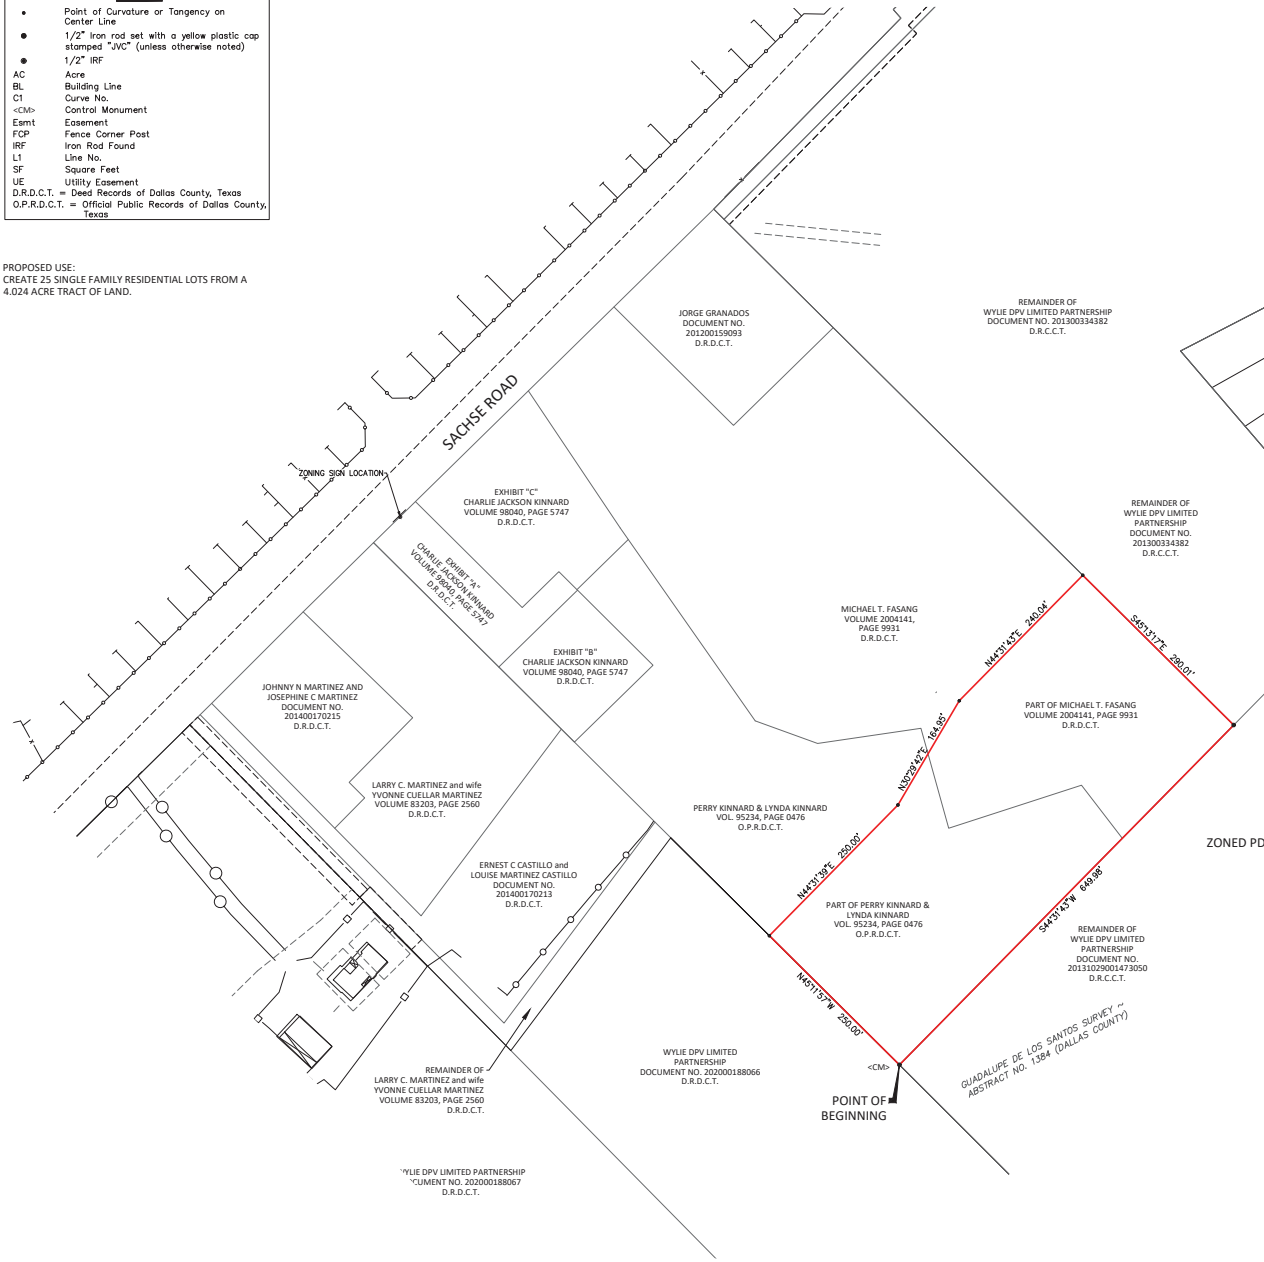 Point of Curvature or Tangency on
Center Line
1/2" Iron rod set with a yellow plastic cap
stamped "JVC" (unless otherwise noted)
1/2" IRF
AC Acre
BL Building Line
C1 Curve No.
<CM> Control Monument
Esmt Easement
FCP Fence Corner Post
IRF Iron Rod Found
L1 Line No.
SF Square Feet
UE Utility Easement
D.R.D.C.T. = Deed Records of Dallas County, Texas
O.P.R.D.C.T. = Official Public Records of Dallas County,
Texas
PROPOSED USE:
CREATE 25 SINGLE FAMILY RESIDENTIAL LOTS FROM A
4.024 ACRE TRACT OF LAND.
JORGE GRANADOS
DOCUMENT NO.
201200159093
D.R.D.C.T.
REMAINDER OF
WYLIE DPV LIMITED PARTNERSHIP
DOCUMENT NO. 201300334382
D.R.C.C.T.
SACHSE ROAD
ZONING SIGN LOCATION
EXHIBIT "C"
CHARLIE JACKSON KINNARD
VOLUME 98040, PAGE 5747
D.R.D.C.T.
REMAINDER OF
WYLIE DPV LIMITED
PARTNERSHIP
DOCUMENT NO.
201300334382
D.R.C.C.T.
EXHIBIT "A"
CHARLIE JACKSON KINNARD
VOLUME 98040, PAGE 5747
D.R.D.C.T.
MICHAEL T. FASANG
VOLUME 2004141,
PAGE 9931
D.R.D.C.T.
N44°31'43"E 240.04'
S45°13'17"E 290.01'
EXHIBIT "B"
CHARLIE JACKSON KINNARD
VOLUME 98040, PAGE 5747
D.R.D.C.T.
JOHNNY N MARTINEZ AND
JOSEPHINE C MARTINEZ
DOCUMENT NO.
201400170215
D.R.D.C.T.
PART OF MICHAEL T. FASANG
VOLUME 2004141, PAGE 9931
D.R.D.C.T.
N30°29'42"E 164.95'
LARRY C. MARTINEZ and wife
YVONNE CUELLAR MARTINEZ
VOLUME 83203, PAGE 2560
D.R.D.C.T.
PERRY KINNARD & LYNDA KINNARD
VOL. 95234, PAGE 0476
O.P.R.D.C.T.
ZONED PD
ERNEST C CASTILLO and
LOUISE MARTINEZ CASTILLO
DOCUMENT NO.
201400170213
D.R.D.C.T.
N44°31'39"E 250.00'
PART OF PERRY KINNARD &
LYNDA KINNARD
VOL. 95234, PAGE 0476
O.P.R.D.C.T.
S44°31'43"W 649.98'
REMAINDER OF
WYLIE DPV LIMITED
PARTNERSHIP
DOCUMENT NO.
20131029001473050
D.R.C.C.T.
N45°11'57"W 250.00'
GUADALUPE DE LOS SANTOS SURVEY ~
ABSTRACT NO. 1384 (DALLAS COUNTY)
WYLIE DPV LIMITED
PARTNERSHIP
DOCUMENT NO. 202000188066
D.R.D.C.T.
<CM>
POINT OF
BEGINNING
REMAINDER OF
LARRY C. MARTINEZ and wife
YVONNE CUELLAR MARTINEZ
VOLUME 83203, PAGE 2560
D.R.D.C.T.
YLIE DPV LIMITED PARTNERSHIP
CUMENT NO. 202000188067
D.R.D.C.T.